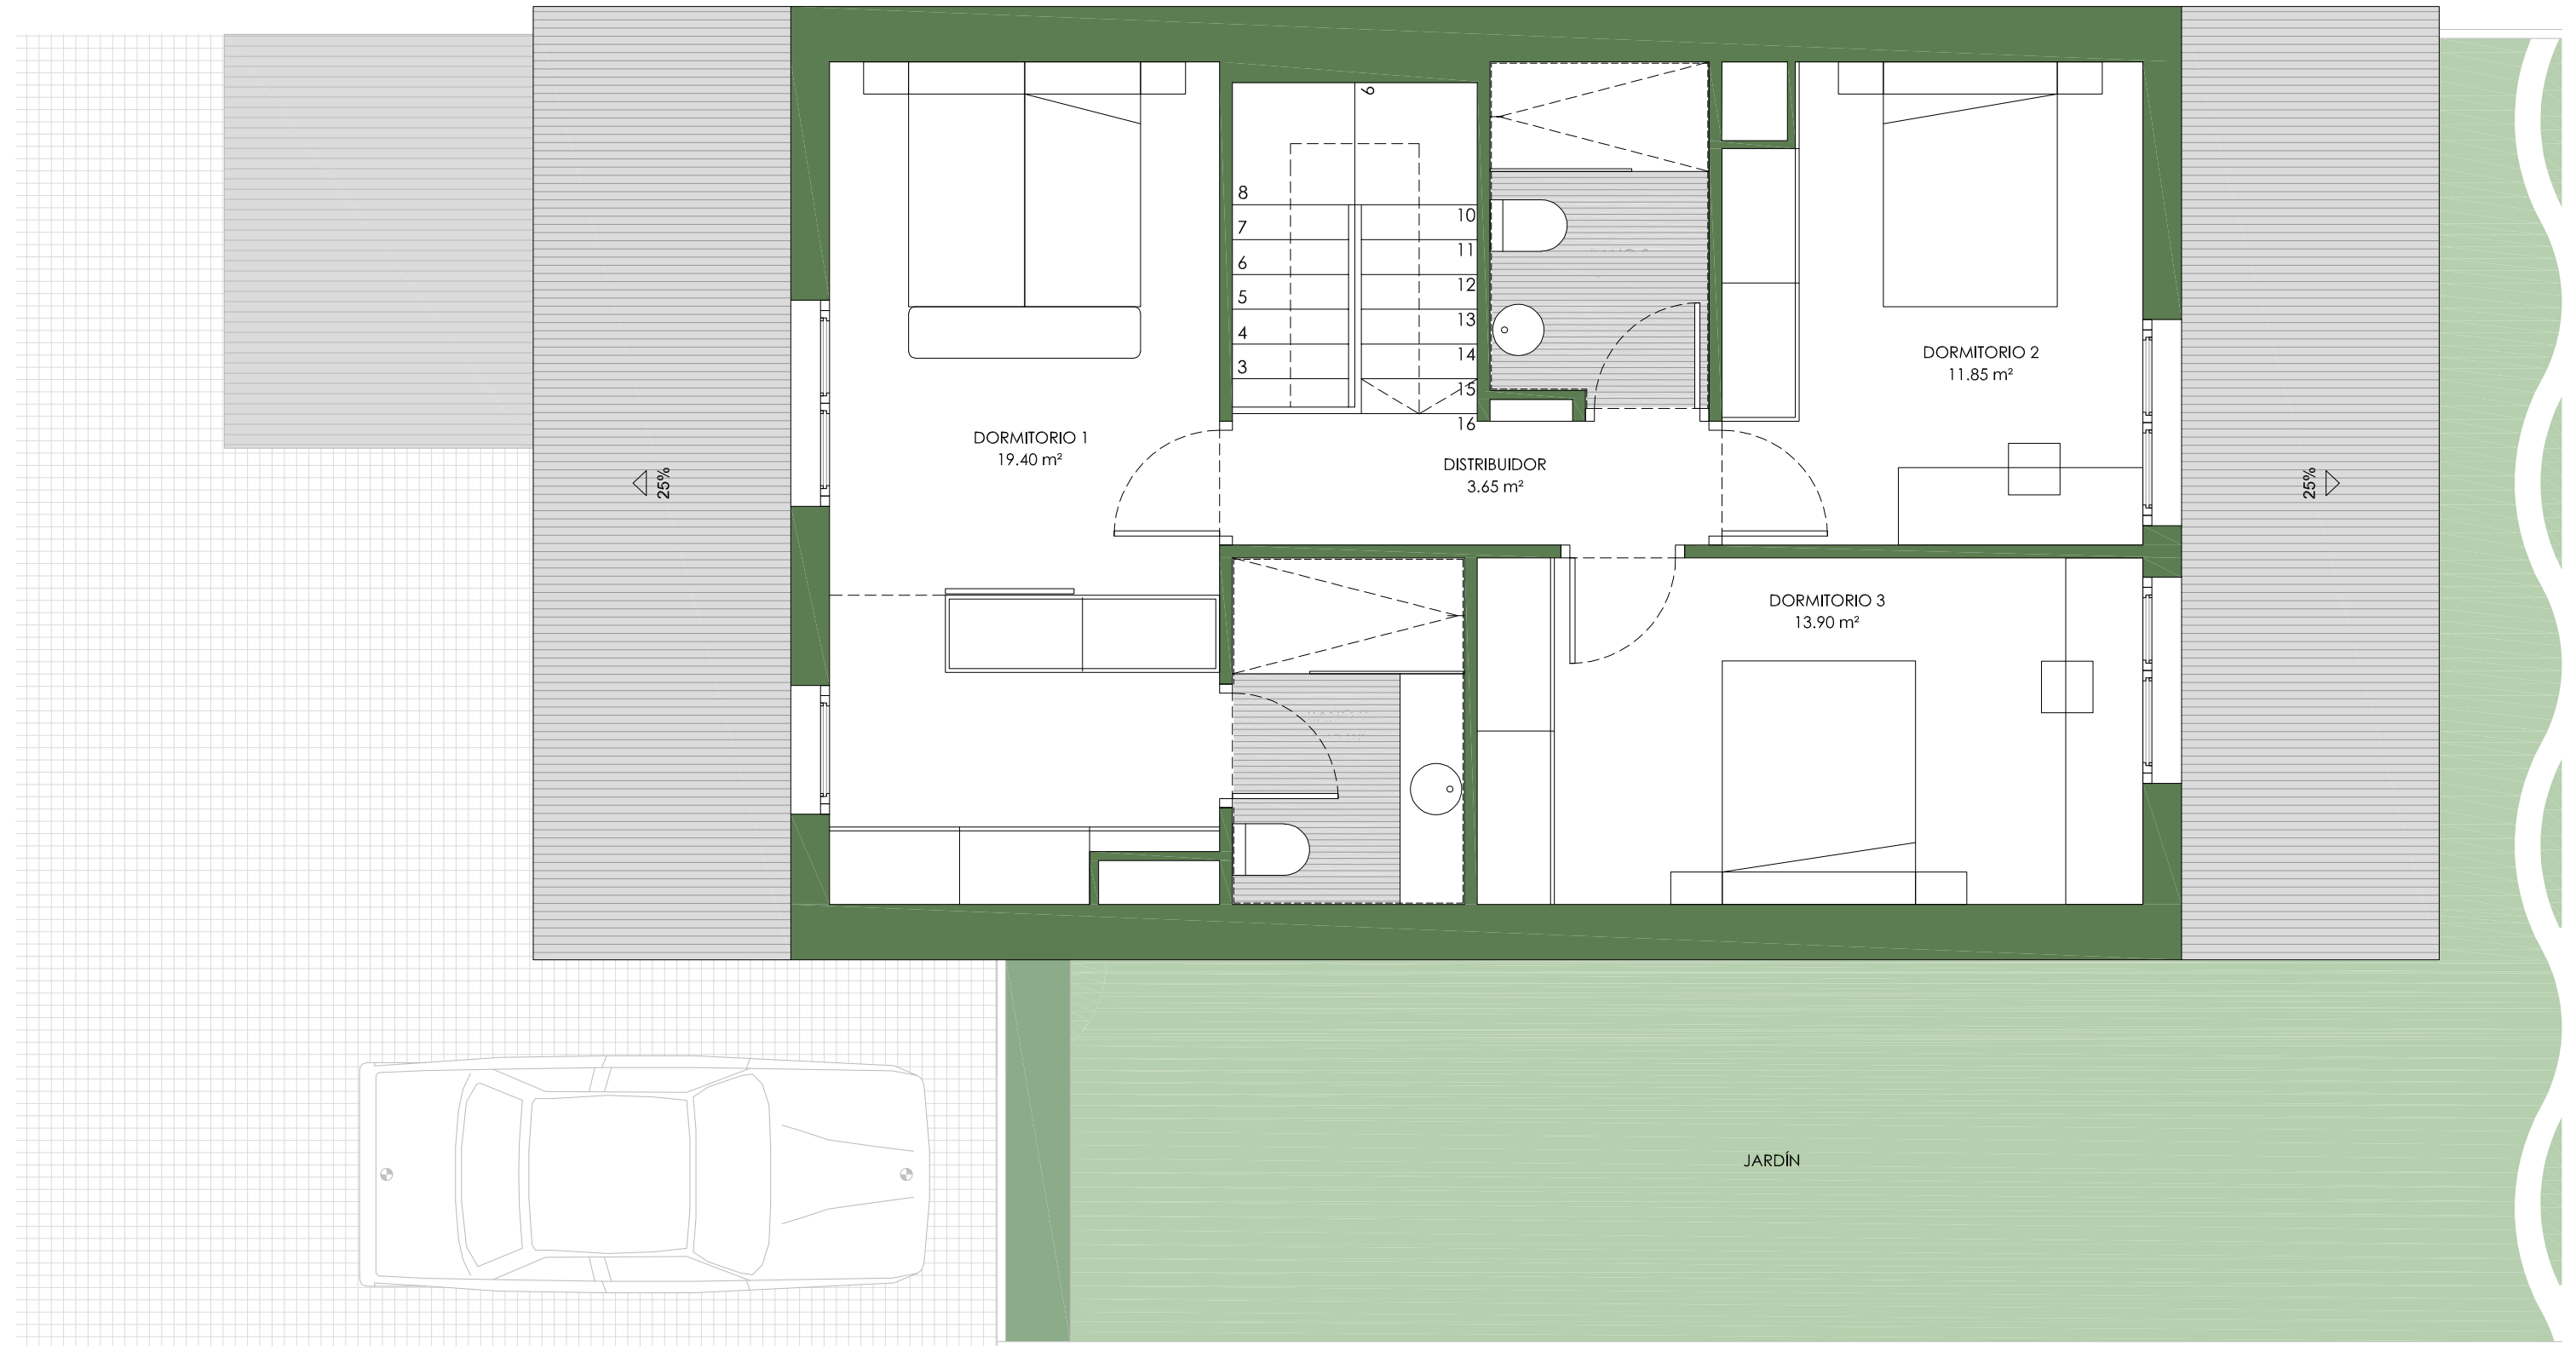 9
8
7
6
5
4
3
10
11
12
13
14
15
16
DORMITORIO 1
19.40 m²
DISTRIBUIDOR
3.65 m²
DORMITORIO 2
11.85 m²
DORMITORIO 3
13.90 m²
25%
25%
JARDÍN